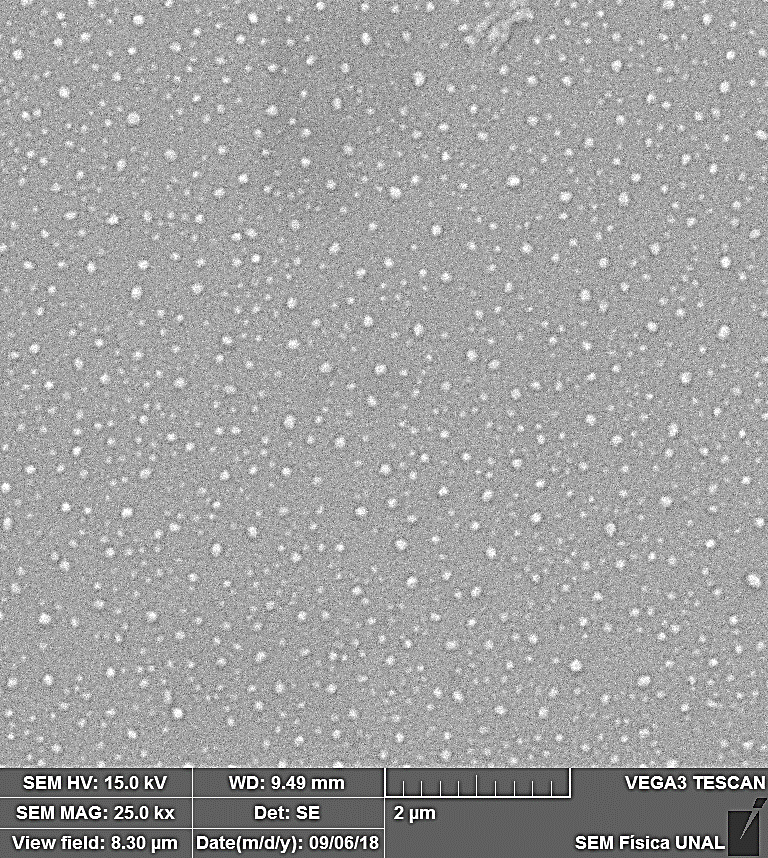 SEM HV: 15.0 kV
WD: 9.49 mm
VEGA3 TESCAN
SEM MAG: 25.0 kx
Det: SE
2 µm
View field: 8.30 µm
Date(m/d/y): 09/06/18
SEM Física UNAL